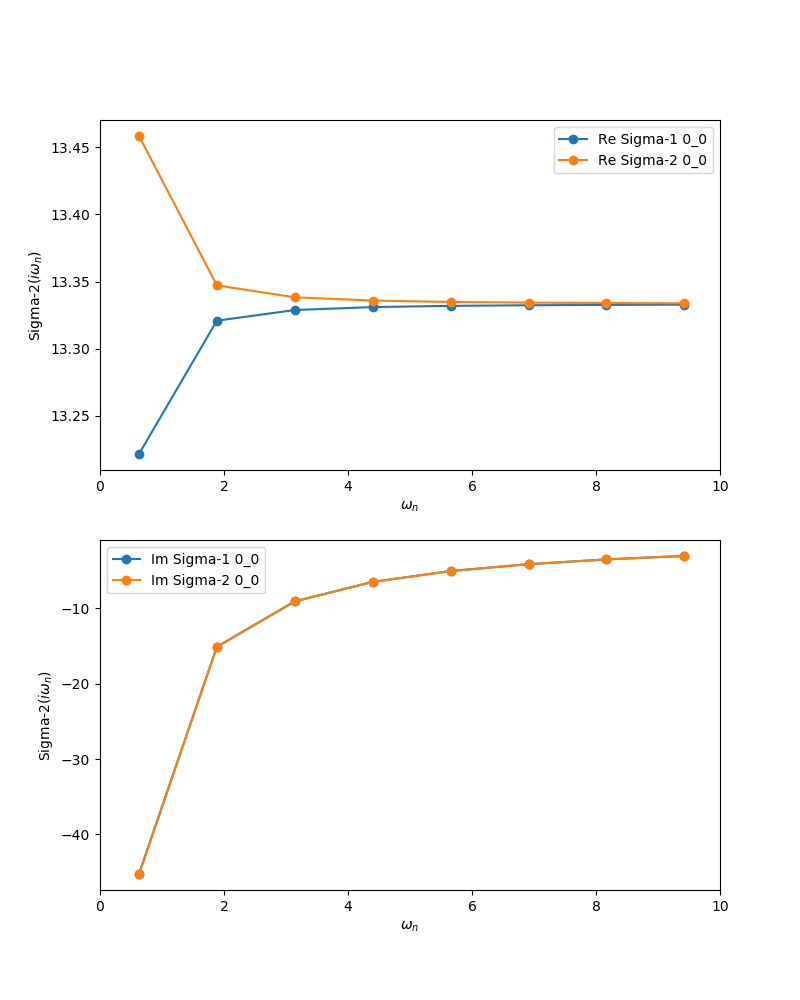 Re Sigma-1 0_0
Re Sigma-2 0_0
13.45
13.40
13.35
13.30
13.25
Sigma-2(iω_n)
0 2 4 6 8 10
ω_n
Im Sigma-1 0_0
Im Sigma-2 0_0
−10
−20
−30
−40
Sigma-2(iω_n)
0 2 4 6 8 10
ω_n